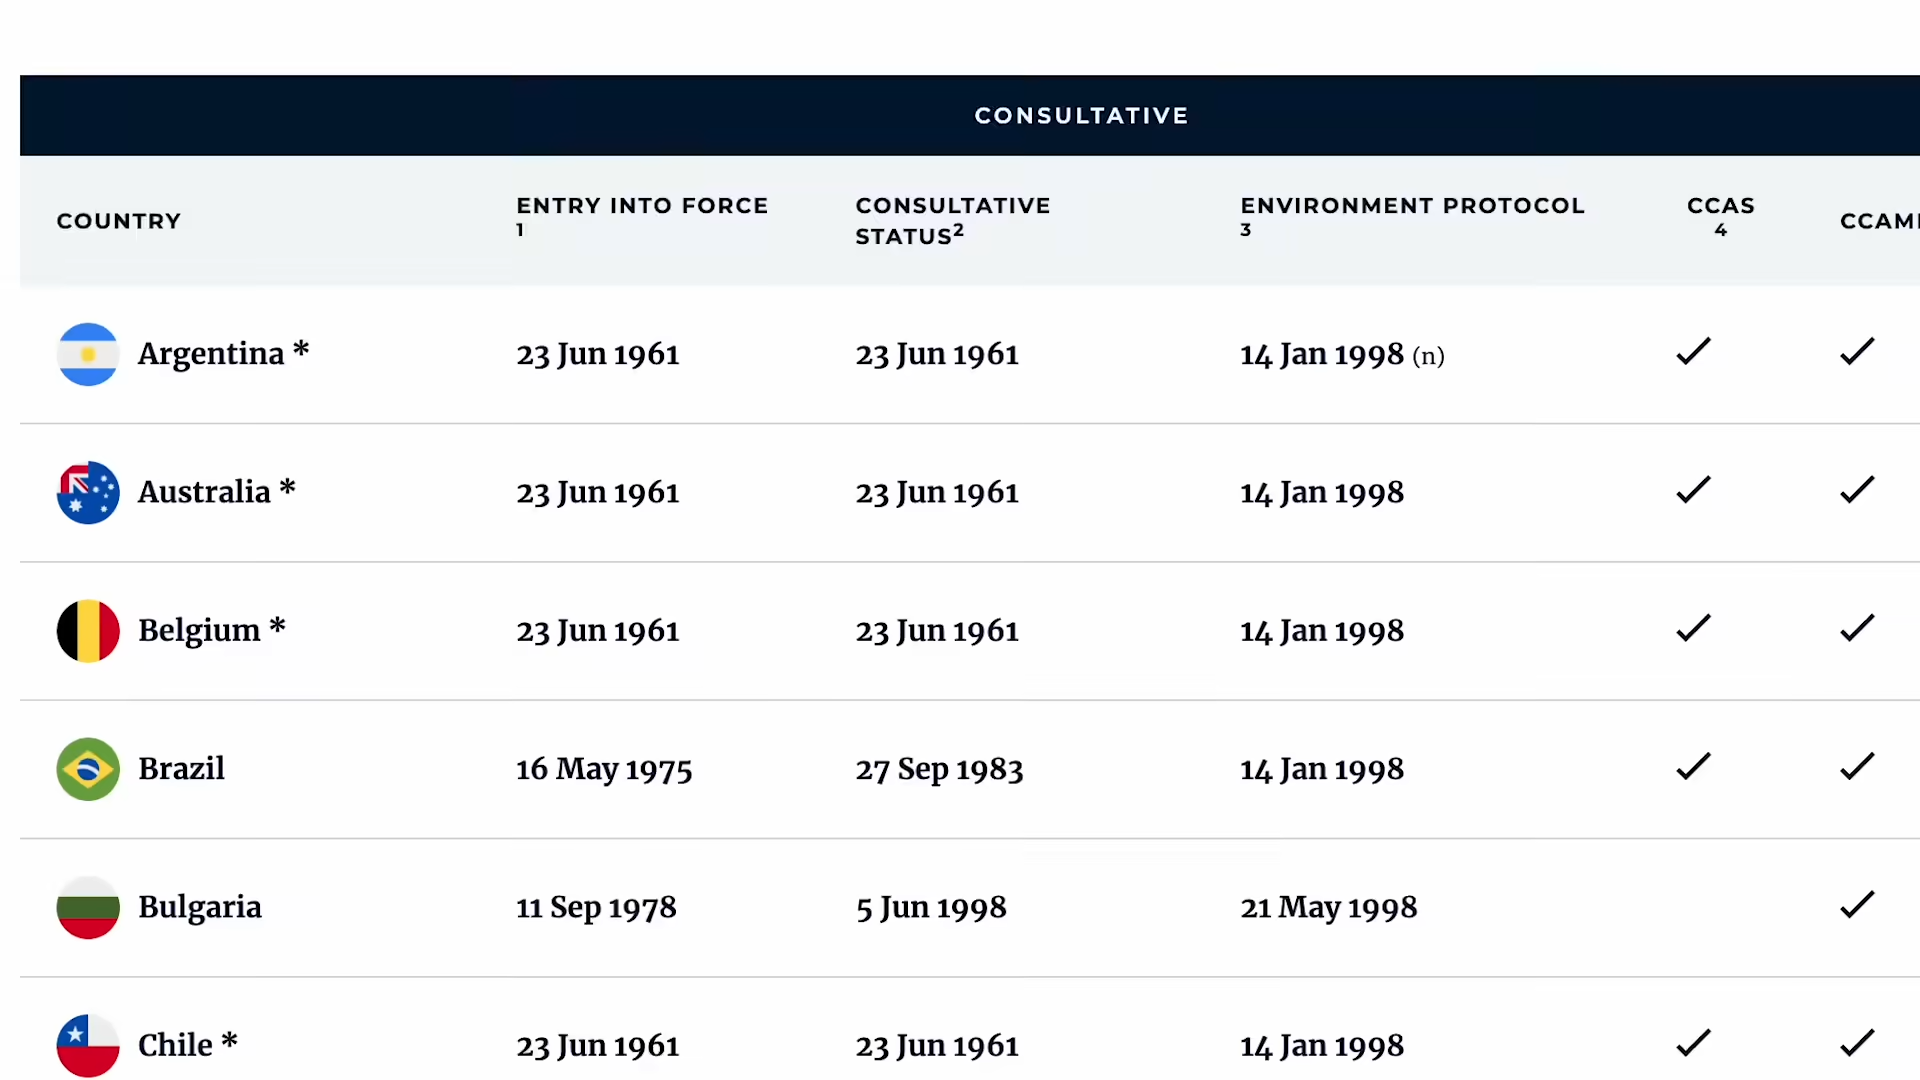 CONSULTATIVE
COUNTRY ENTRY INTO FORCE 1 CONSULTATIVE STATUS2 ENVIRONMENT PROTOCOL 3 CCAS 4
Argentina * 23 Jun 1961 23 Jun 1961 14 Jan 1998 (n) ✓ ✓
Australia * 23 Jun 1961 23 Jun 1961 14 Jan 1998 ✓ ✓
Belgium * 23 Jun 1961 23 Jun 1961 14 Jan 1998 ✓ ✓
Brazil 16 May 1975 27 Sep 1983 14 Jan 1998 ✓ ✓
Bulgaria 11 Sep 1978 5 Jun 1998 21 May 1998 ✓
Chile * 23 Jun 1961 23 Jun 1961 14 Jan 1998 ✓ ✓